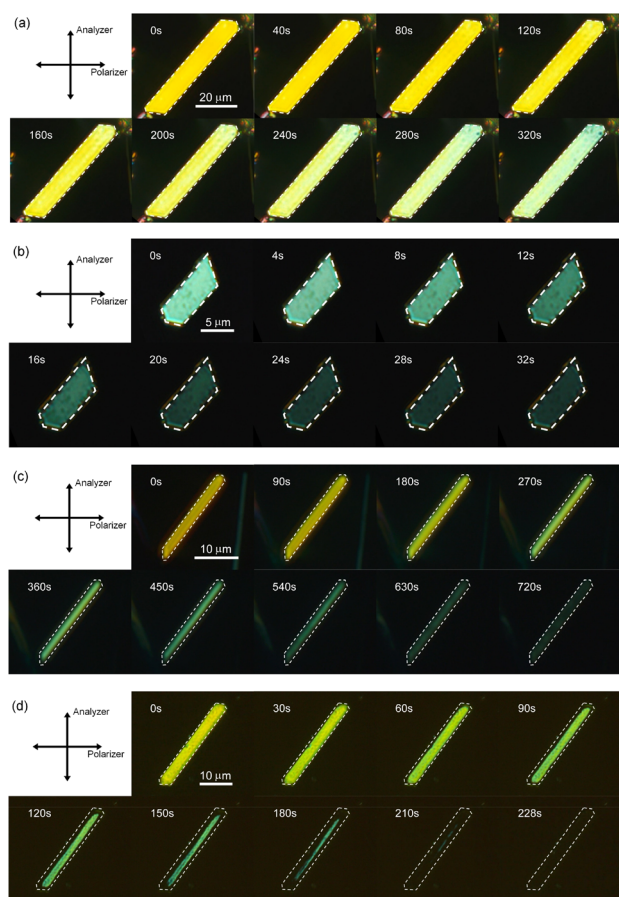 (a)
Analyzer
Polarizer
0s
40s
80s
120s
20 μm
160s
200s
240s
280s
320s
(b)
Analyzer
Polarizer
0s
4s
8s
12s
5 μm
16s
20s
24s
28s
32s
(c)
Analyzer
Polarizer
0s
90s
180s
270s
10 μm
360s
450s
540s
630s
720s
(d)
Analyzer
Polarizer
0s
30s
60s
90s
10 μm
120s
150s
180s
210s
228s